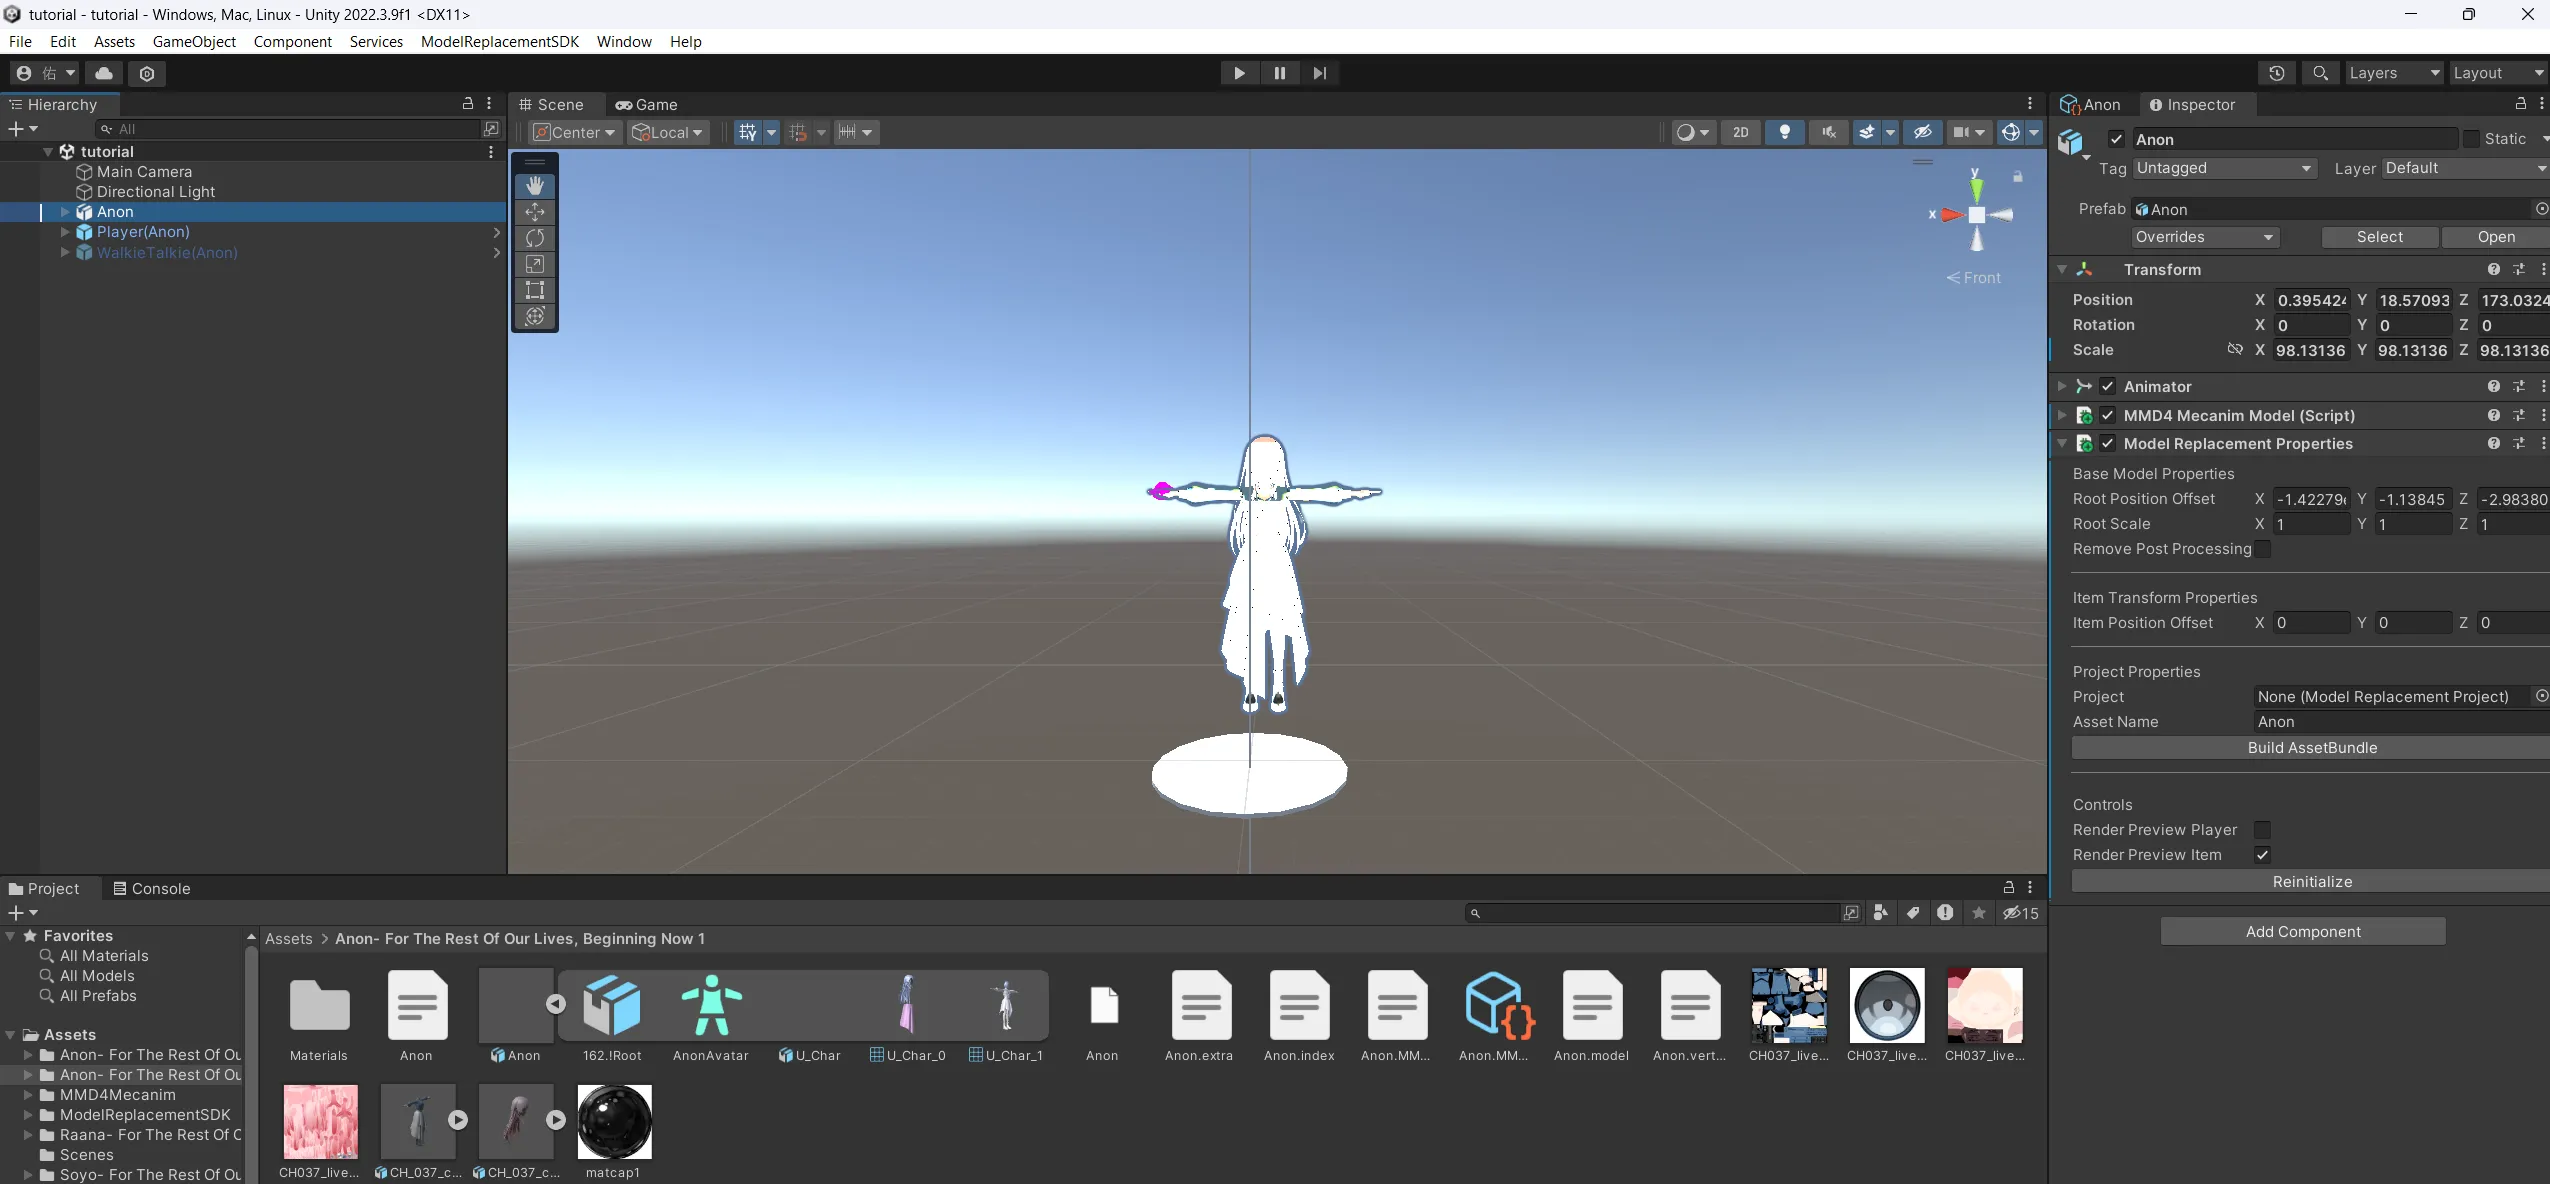 tutorial - tutorial - Windows, Mac, Linux - Unity 2022.3.9f1 <DX11>
File Edit Assets GameObject Component Services ModelReplacementSDK Window Help
佑 Layers Layout
Hierarchy
All
tutorial
Main Camera
Directional Light
Anon
Player(Anon)
WalkieTalkie(Anon)
Scene Game
Center Local 2D
y
x
Front
Anon Inspector
Anon Static
Tag Untagged Layer Default
Prefab Anon
Overrides Select Open
Transform
Position X 0.395424 Y 18.57093 Z 173.0324
Rotation X 0 Y 0 Z 0
Scale X 98.13136 Y 98.13136 Z 98.13136
Animator
MMD4 Mecanim Model (Script)
Model Replacement Properties
Base Model Properties
Root Position Offset X -1.42279e Y -1.13845 Z -2.98380
Root Scale X 1 Y 1 Z 1
Remove Post Processing
Item Transform Properties
Item Position Offset X 0 Y 0 Z 0
Project Properties
Project None (Model Replacement Project)
Asset Name Anon
Build AssetBundle
Controls
Render Preview Player
Render Preview Item
Reinitialize
Add Component
Project Console
15
Favorites
All Materials
All Models
All Prefabs
Assets
Anon- For The Rest Of Ou
Anon- For The Rest Of Ou
MMD4Mecanim
ModelReplacementSDK
Raana- For The Rest Of C
Scenes
Soyo- For The Rest Of Ou
Assets > Anon- For The Rest Of Our Lives, Beginning Now 1
Materials Anon Anon 162.!Root AnonAvatar U_Char U_Char_0 U_Char_1 Anon Anon.extra Anon.index Anon.MM... Anon.MM... Anon.model Anon.vert... CH037_live... CH037_live... CH037_live...
CH037_live... CH_037_c... CH_037_c... matcap1